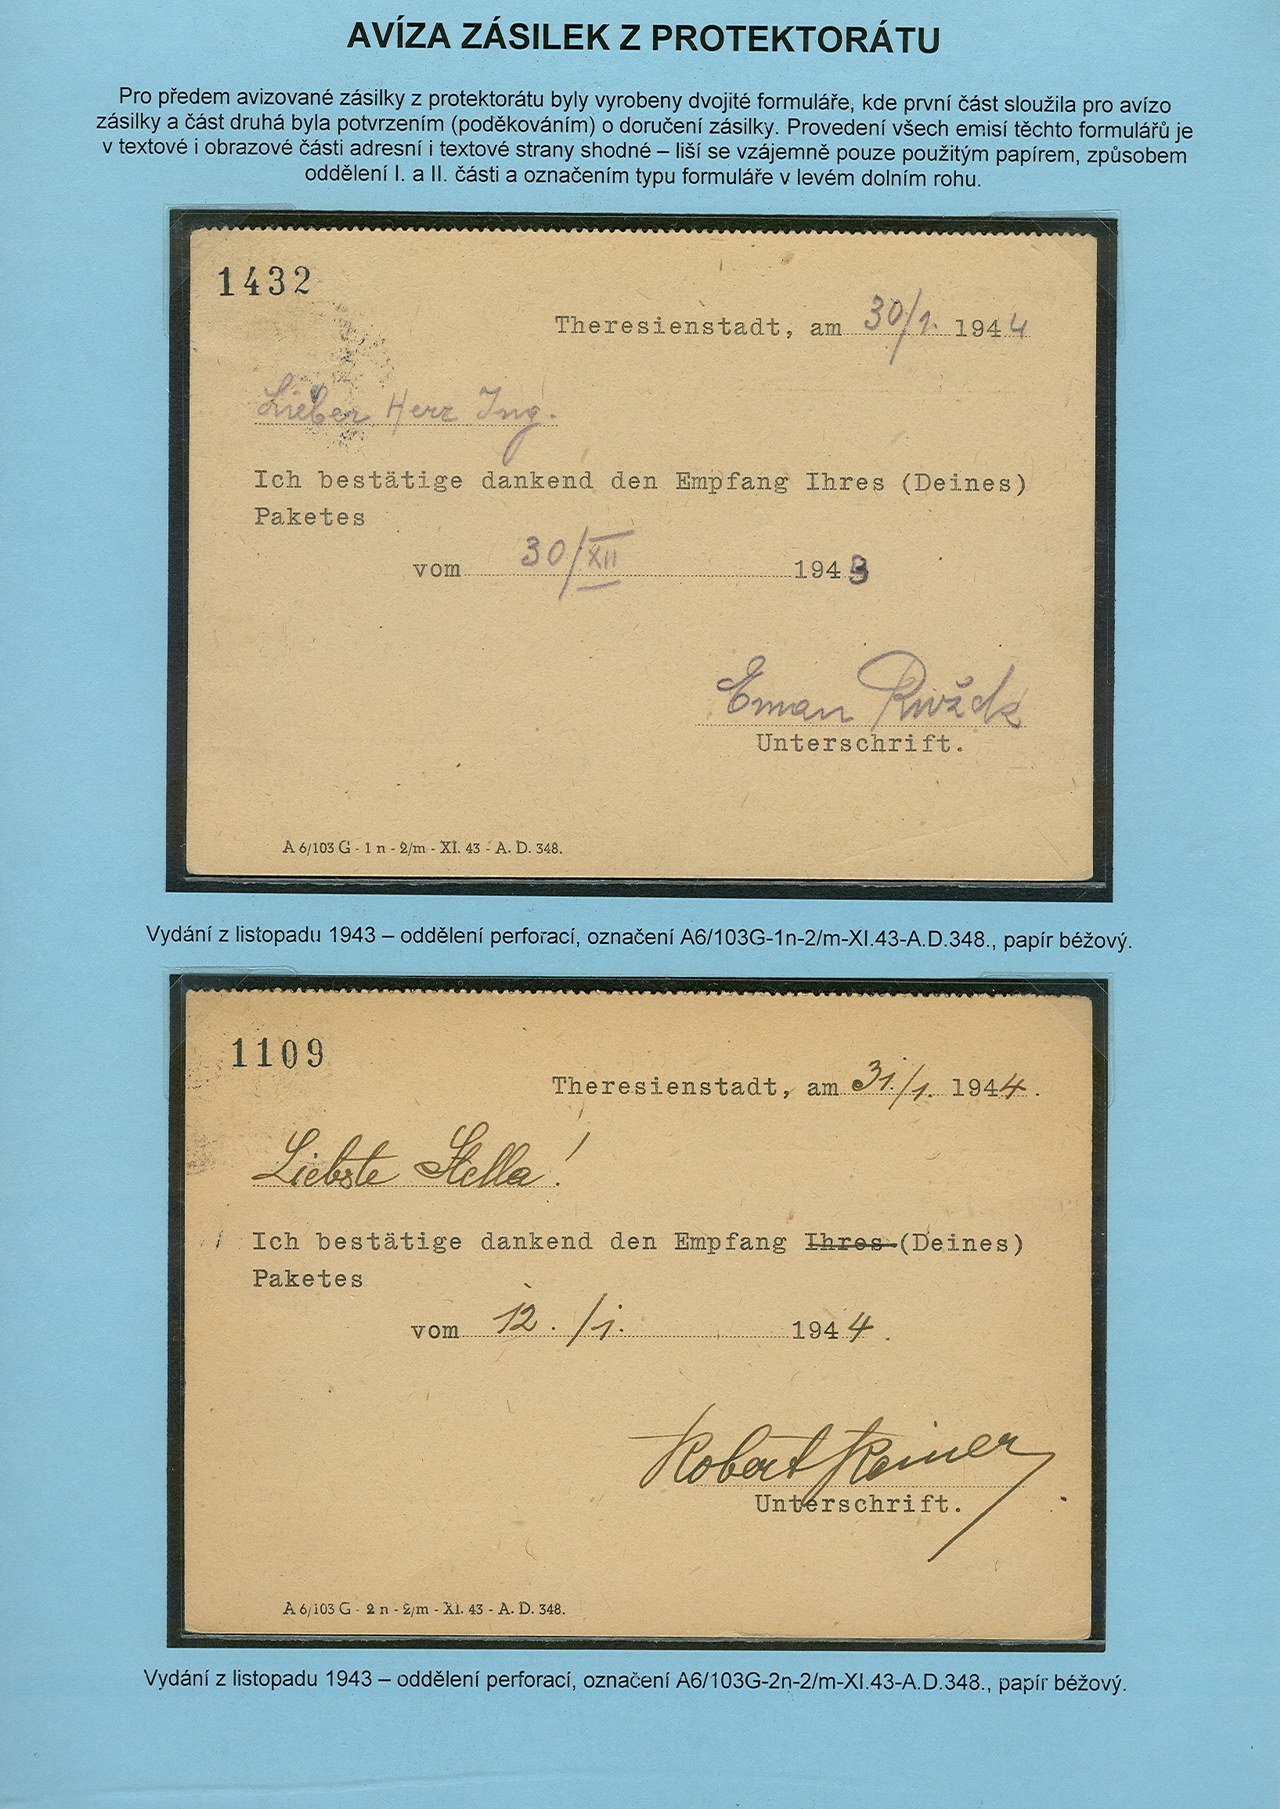 AVÍZA ZÁSILEK Z PROTEKTORÁTU
Pro předem avizované zásilky z protektorátu byly vyrobeny dvojité formuláře, kde první část sloužila pro avízo
zásilky a část druhá byla potvrzením (poděkováním) o doručení zásilky. Provedení všech emisí těchto formulářů je
v textové i obrazové části adresní i textové strany shodné – liší se vzájemně pouze použitým papírem, způsobem
oddělení I. a II. části a označením typu formuláře v levém dolním rohu.
1432
Theresienstadt, am 30/1. 1944
Lieber Herr Ing.
Ich bestätige dankend den Empfang Ihres (Deines)
Paketes
vom 30/XII 1943
Eman
Unterschrift.
A 6/103 G - 1 n - 2/m - XI. 43 - A. D. 348.
Vydání z listopadu 1943 – oddělení perforací, označení A6/103G-1n-2/m-XI.43-A.D.348., papír béžový.
1109
Theresienstadt, am 31./1. 1944.
Liebste Stella!
Ich bestätige dankend den Empfang Ihres (Deines)
Paketes
vom 12. /1. 1944.
Robert
Unterschrift.
A 6/103 G - 2 n - 2/m - XI. 43 - A. D. 348.
Vydání z listopadu 1943 – oddělení perforací, označení A6/103G-2n-2/m-XI.43-A.D.348., papír béžový.